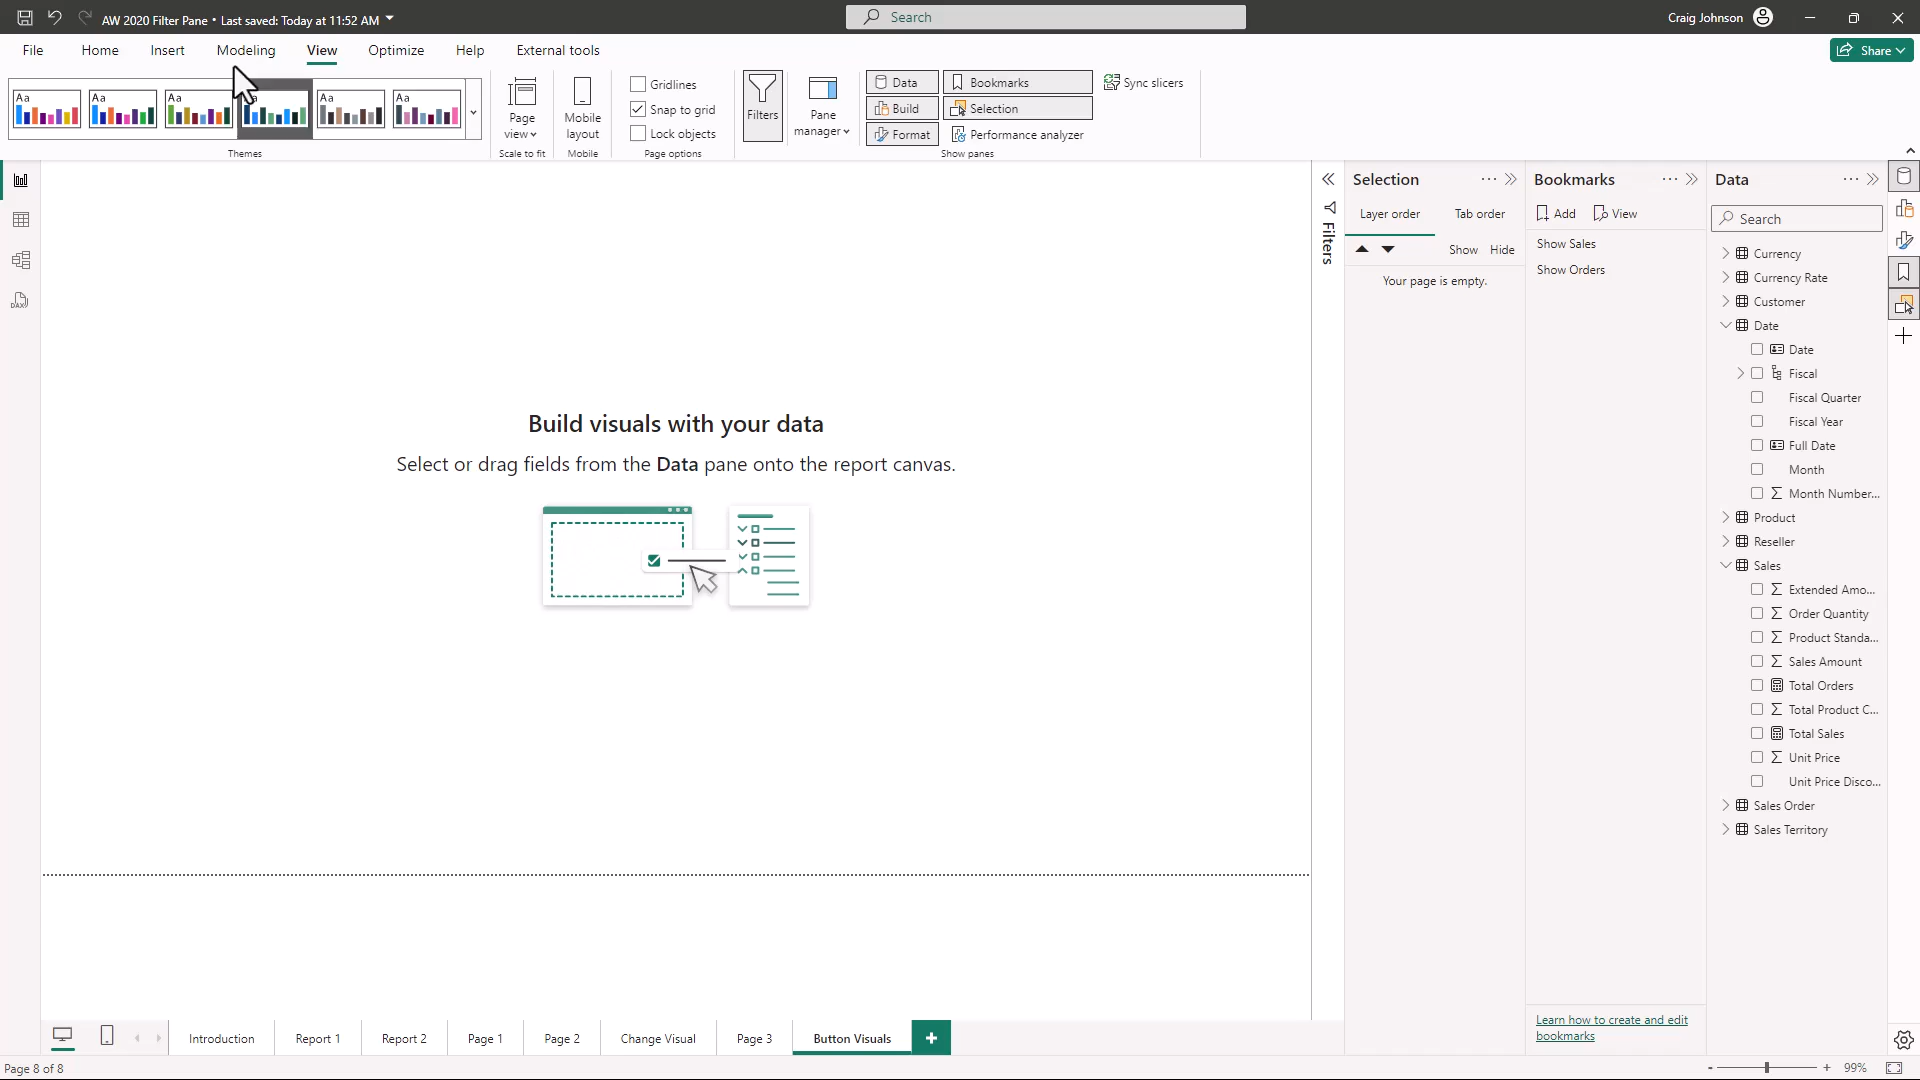 AW 2020 Filter Pane • Last saved: Today at 11:52 AM
Search
Craig Johnson
File
Home
Insert
Modeling
View
Optimize
Help
External tools
Share
Aa
Aa
Aa
Aa
Aa
Themes
Page view
Scale to fit
Mobile layout
Mobile
Gridlines
Snap to grid
Lock objects
Page options
Filters
Pane manager
Data
Build
Format
Bookmarks
Selection
Performance analyzer
Show panes
Sync slicers
DAX
Build visuals with your data
Select or drag fields from the Data pane onto the report canvas.
Filters
Selection
Layer order
Tab order
Show
Hide
Your page is empty.
Bookmarks
Add
View
Show Sales
Show Orders
Learn how to create and edit
bookmarks
Data
Search
Currency
Currency Rate
Customer
Date
Date
Fiscal
Fiscal Quarter
Fiscal Year
Full Date
Month
Month Number...
Product
Reseller
Sales
Extended Amo...
Order Quantity
Product Standa...
Sales Amount
Total Orders
Total Product C...
Total Sales
Unit Price
Unit Price Disco...
Sales Order
Sales Territory
Introduction
Report 1
Report 2
Page 1
Page 2
Change Visual
Page 3
Button Visuals
Page 8 of 8
99%